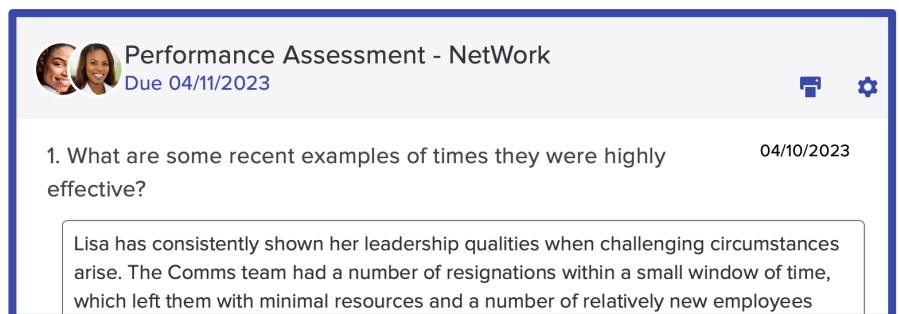 Performance Assessment - NetWork
Due 04/11/2023
1. What are some recent examples of times they were highly
effective?
04/10/2023
Lisa has consistently shown her leadership qualities when challenging circumstances
arise. The Comms team had a number of resignations within a small window of time,
which left them with minimal resources and a number of relatively new employees